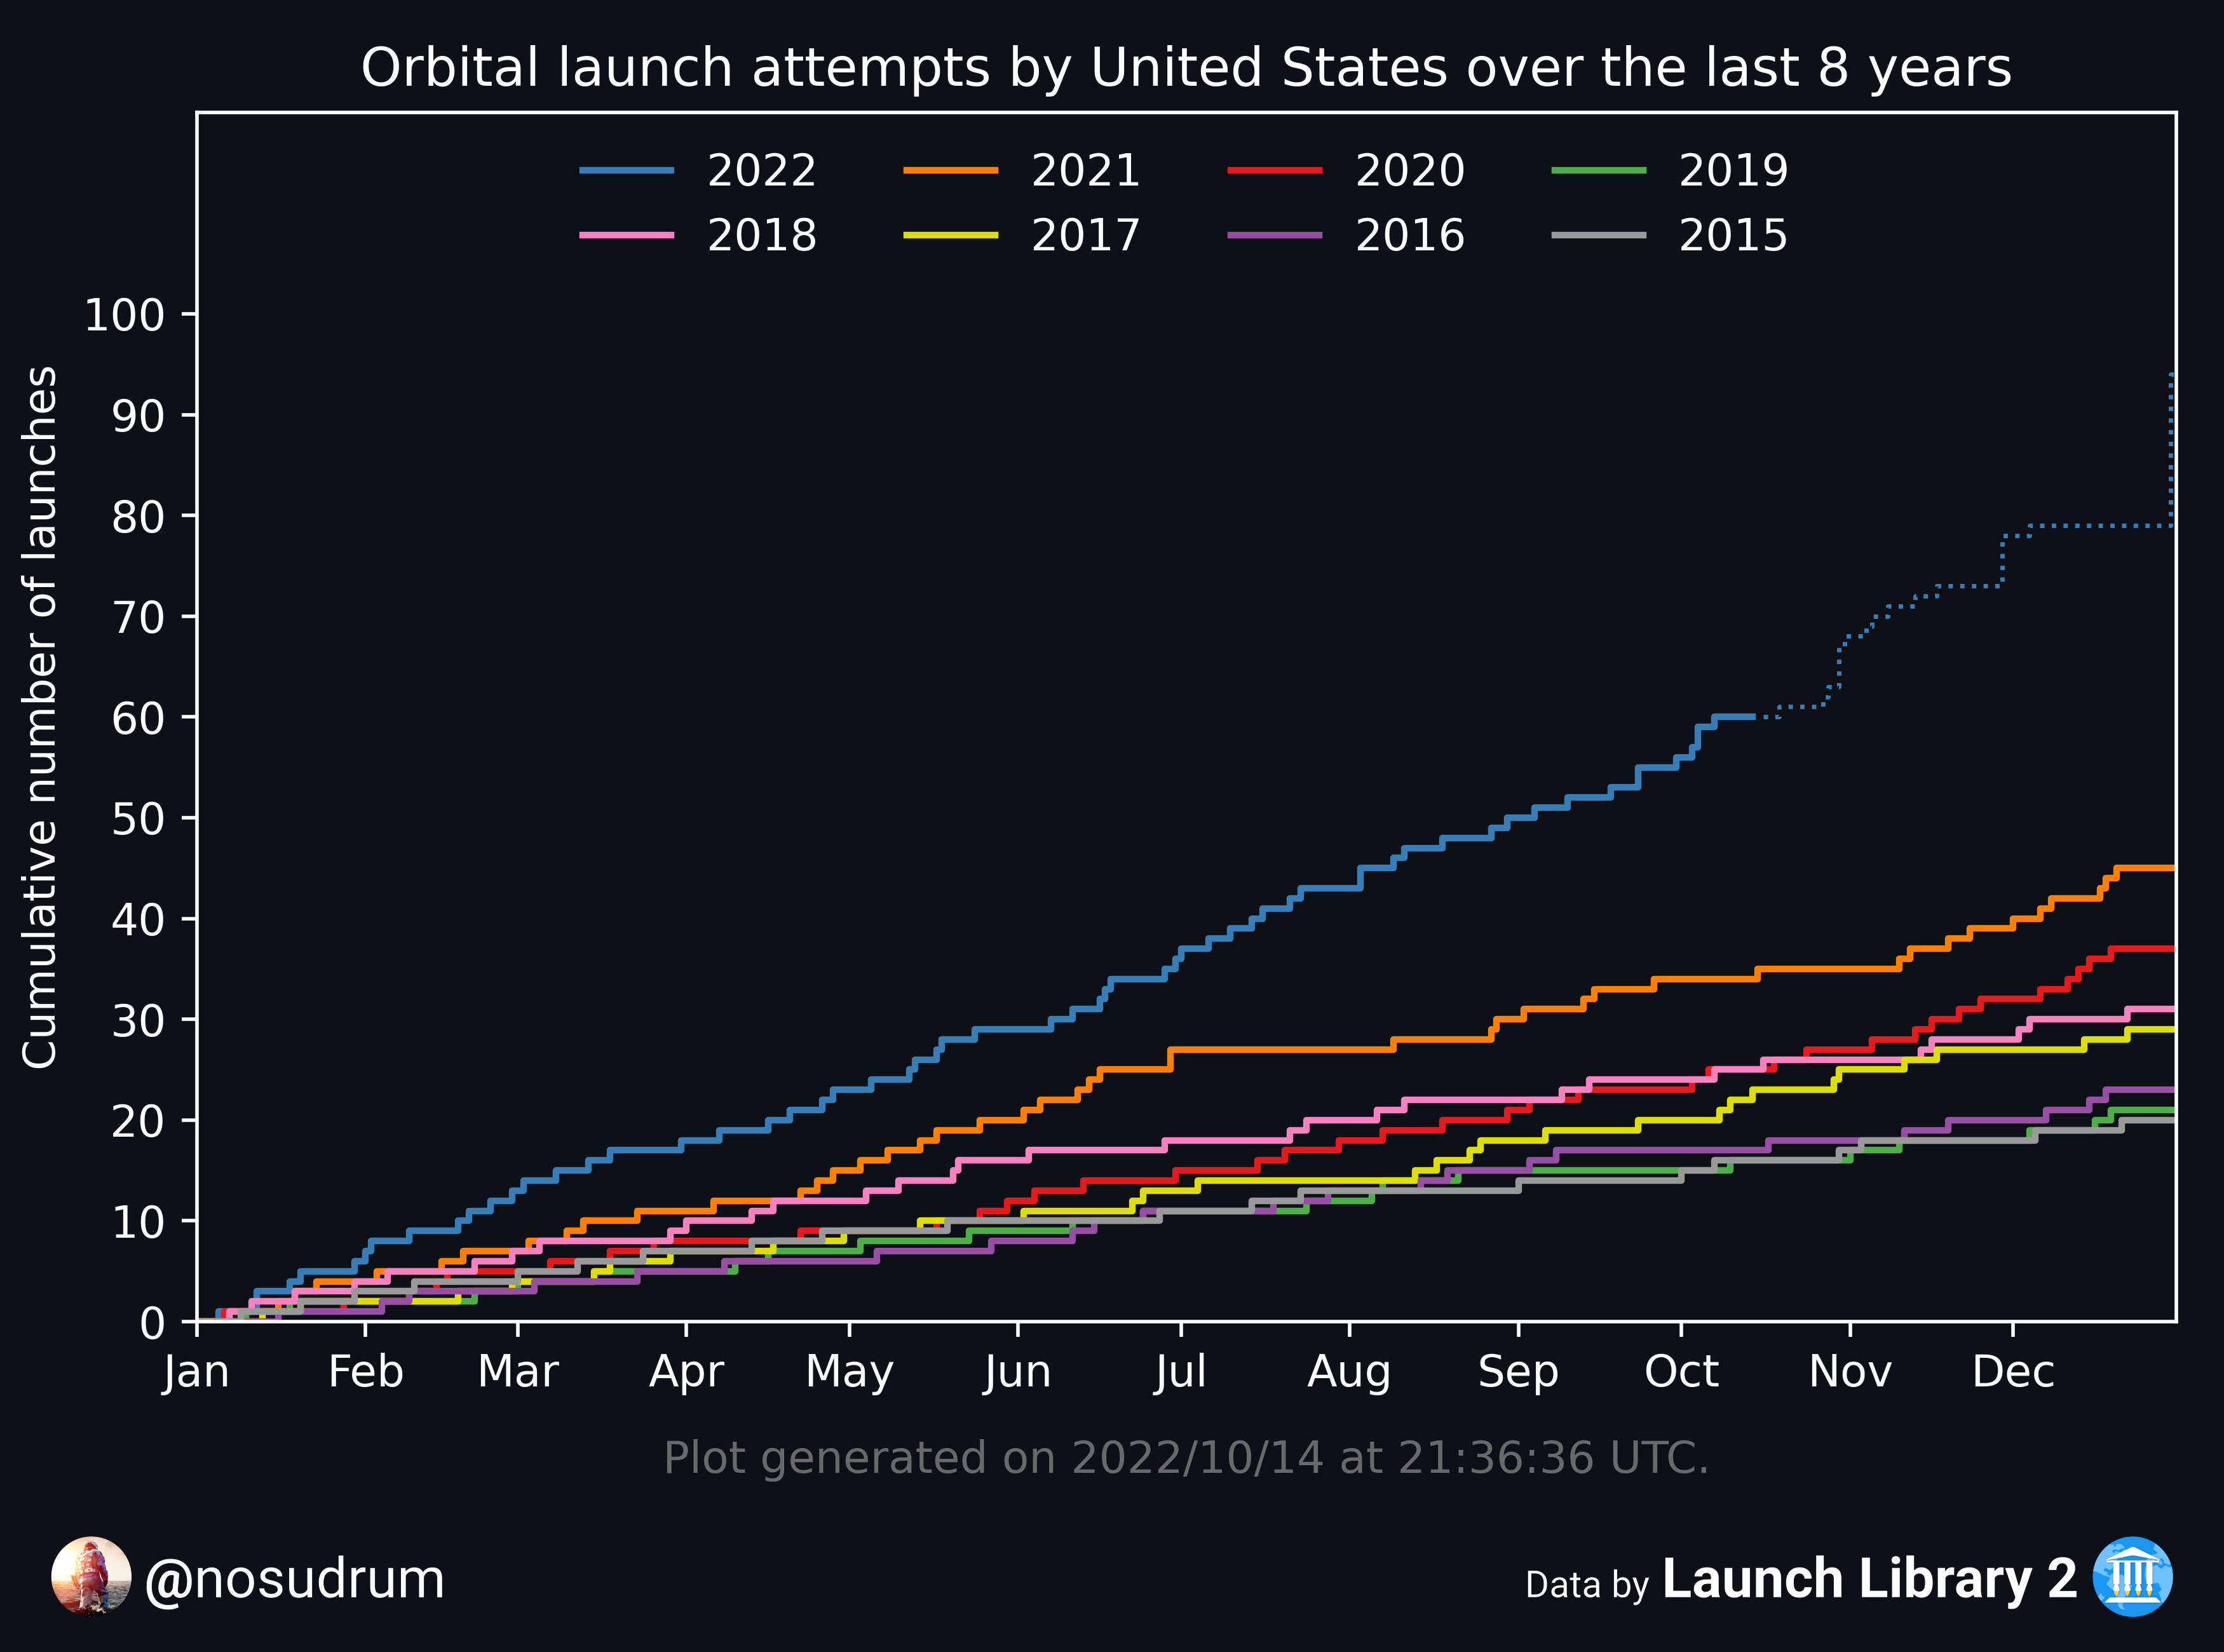 Orbital launch attempts by United States over the last 8 years
2022 2021 2020 2019
2018 2017 2016 2015
Cumulative number of launches
100
90
80
70
60
50
40
30
20
10
0
Jan Feb Mar Apr May Jun Jul Aug Sep Oct Nov Dec
Plot generated on 2022/10/14 at 21:36:36 UTC.
@nosudrum
Data by Launch Library 2